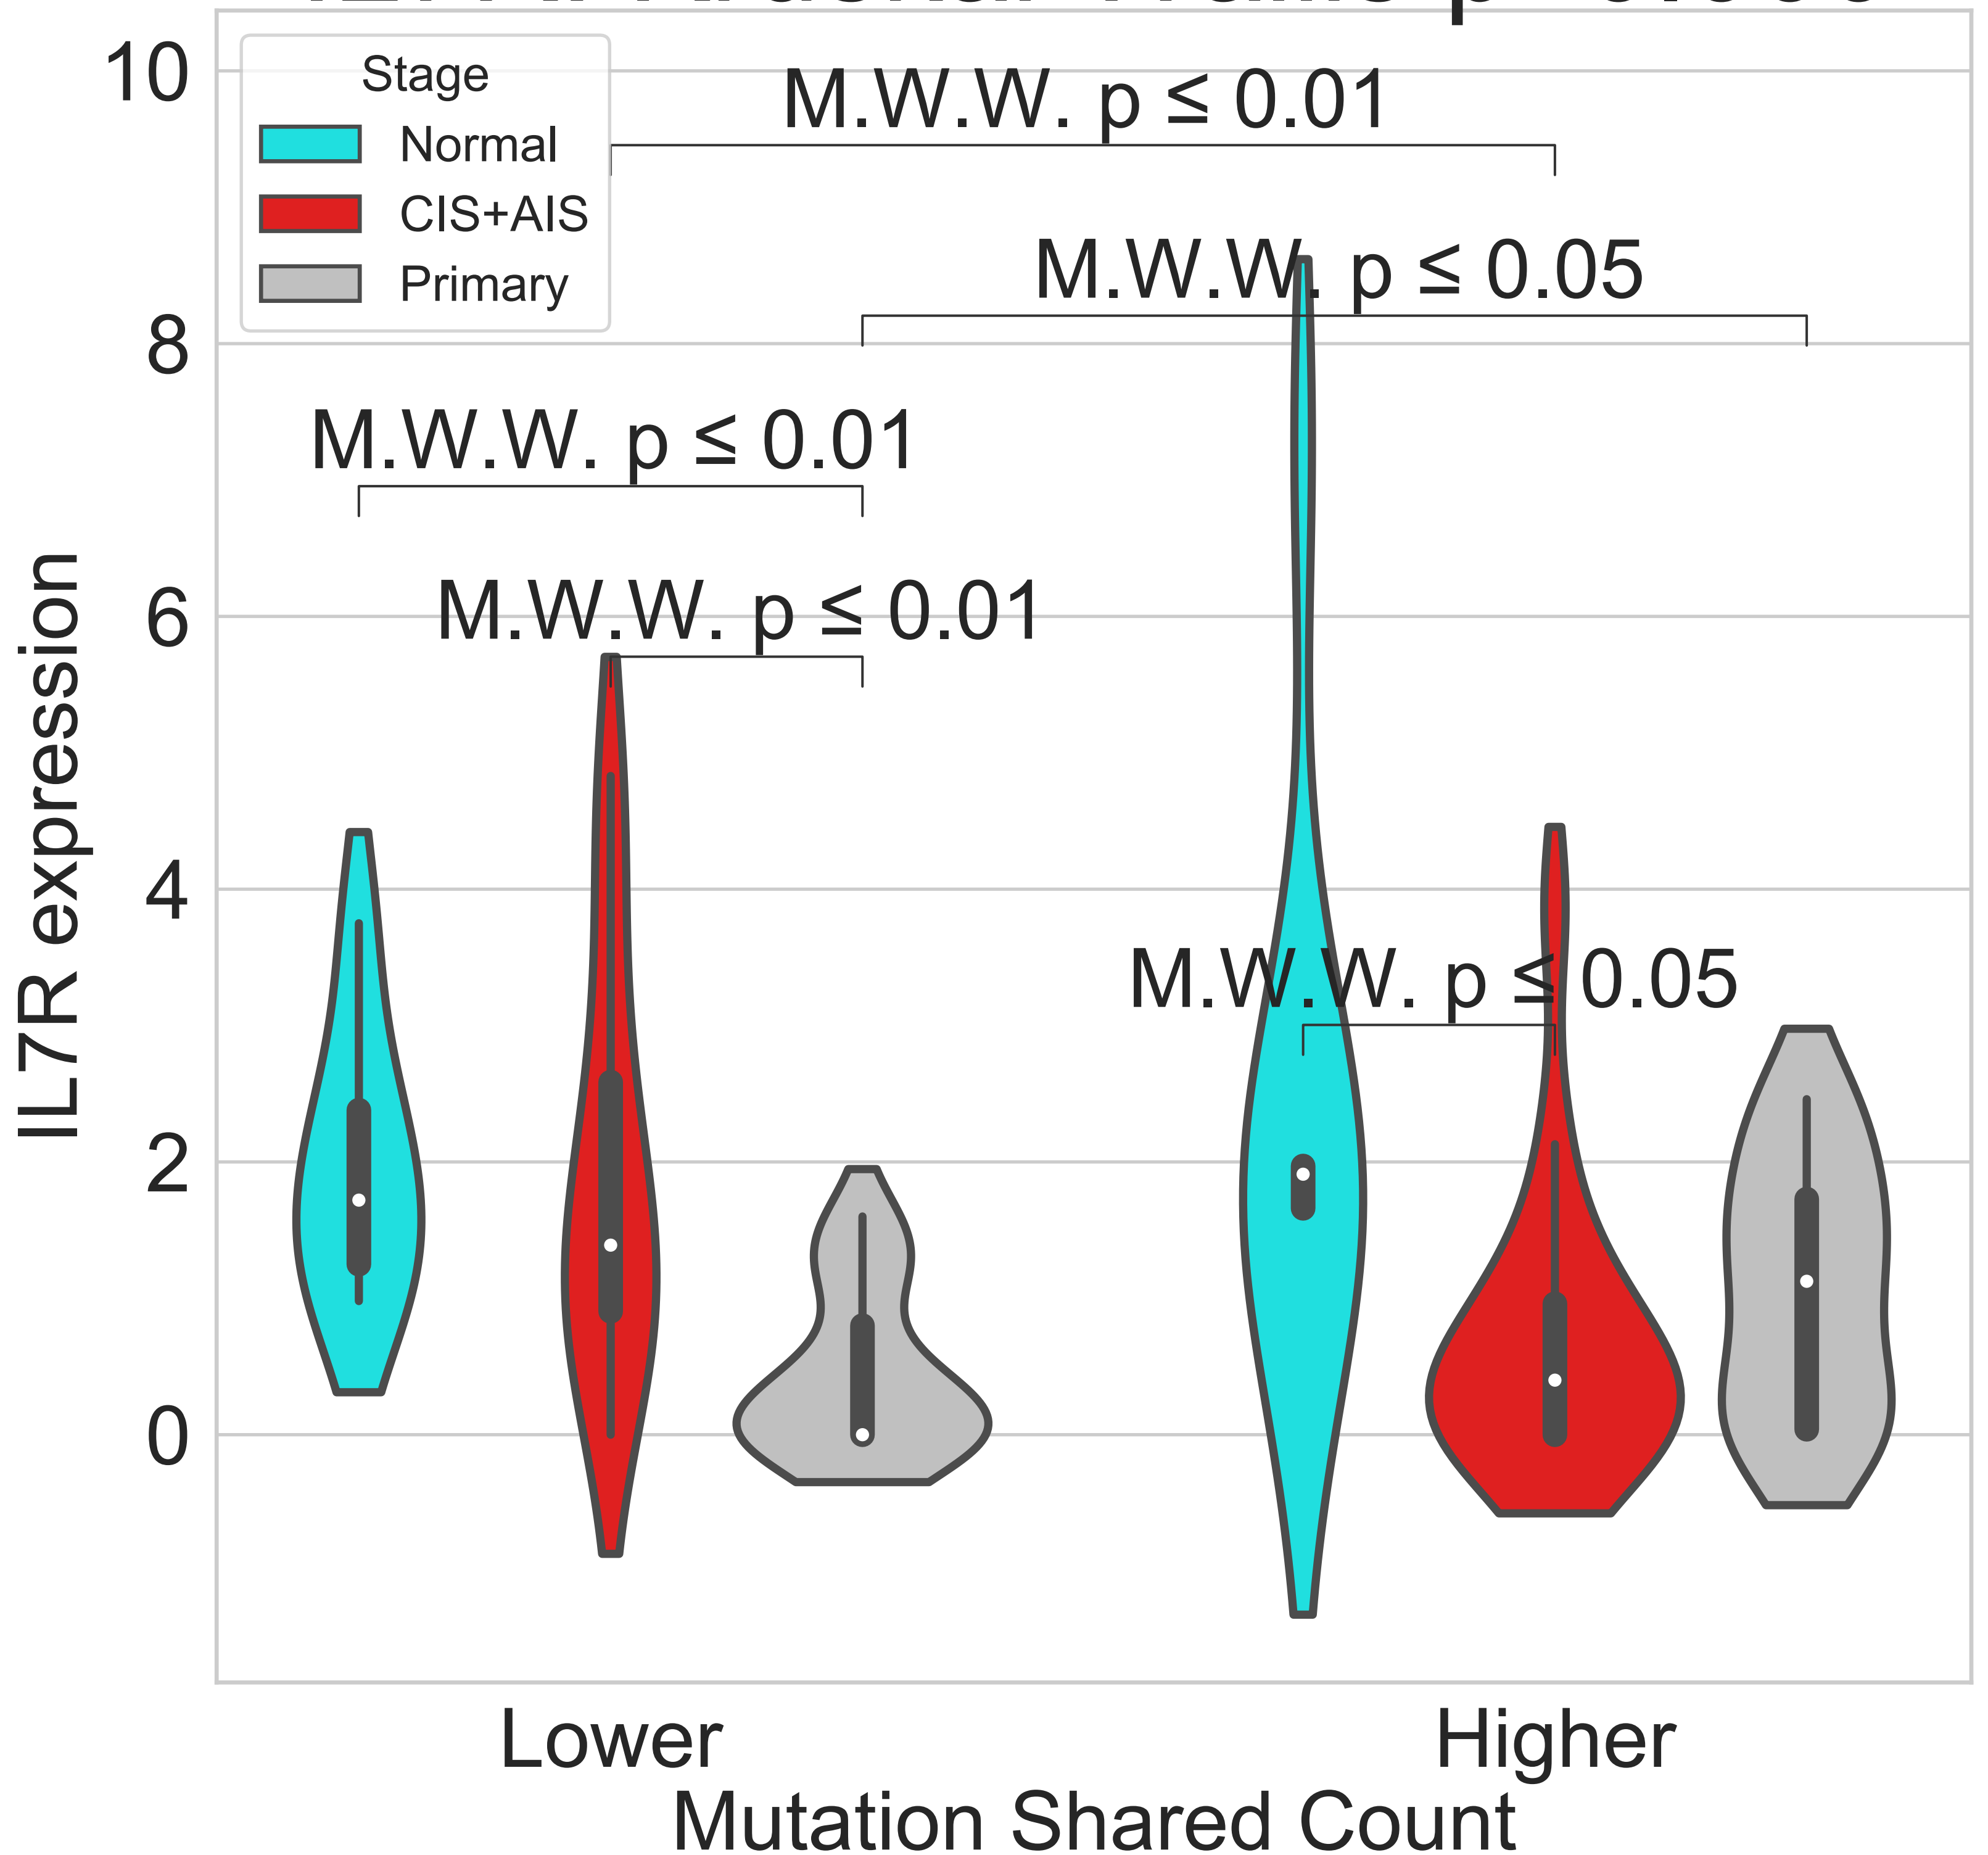 10
Stage
Normal
CIS+AIS
Primary
M.W.W. p ≤ 0.01
M.W.W. p ≤ 0.05
8
M.W.W. p ≤ 0.01
M.W.W. p ≤ 0.01
6
4
M.W.W. p ≤ 0.05
2
0
IL7R expression
Lower
Higher
Mutation Shared Count